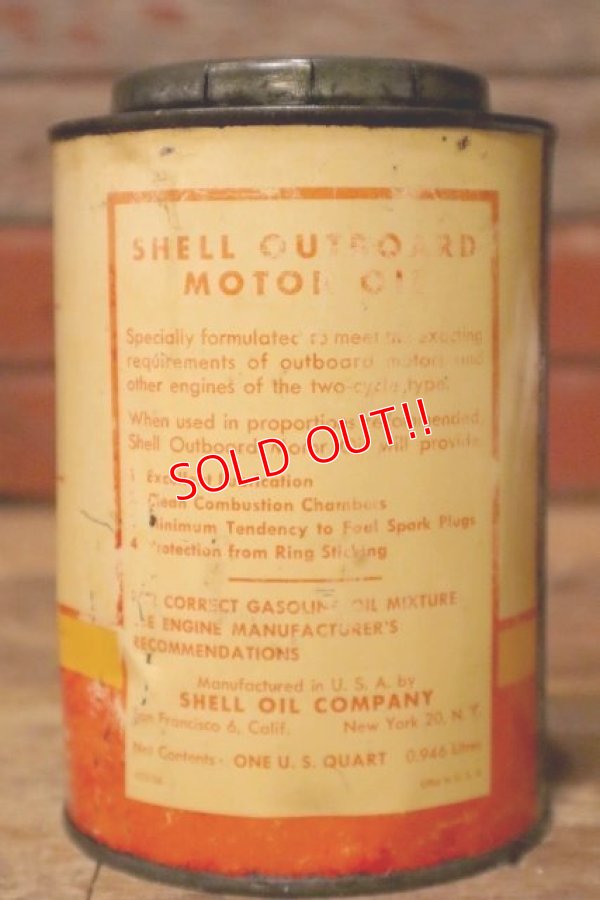 SHELL OUTBOARD
MOTOR OIL
Specially formulated to meet the exacting
requirements of outboard motors and
other engines of the two-cycle type.
When used in proportions recommended,
Shell Outboard Motor Oil will provide
SOLD OUT!!
1 Excellent Lubrication
Clean Combustion Chambers
Minimum Tendency to Foul Spark Plugs
4 Protection from Ring Sticking
CORRECT GASOLINE OIL MIXTURE
SEE ENGINE MANUFACTURER'S
RECOMMENDATIONS
Manufactured in U. S. A. by
SHELL OIL COMPANY
San Francisco 6, Calif. New York 20, N. Y.
Net Contents - ONE U. S. QUART 0.946 Litres
Litho in U. S. A.